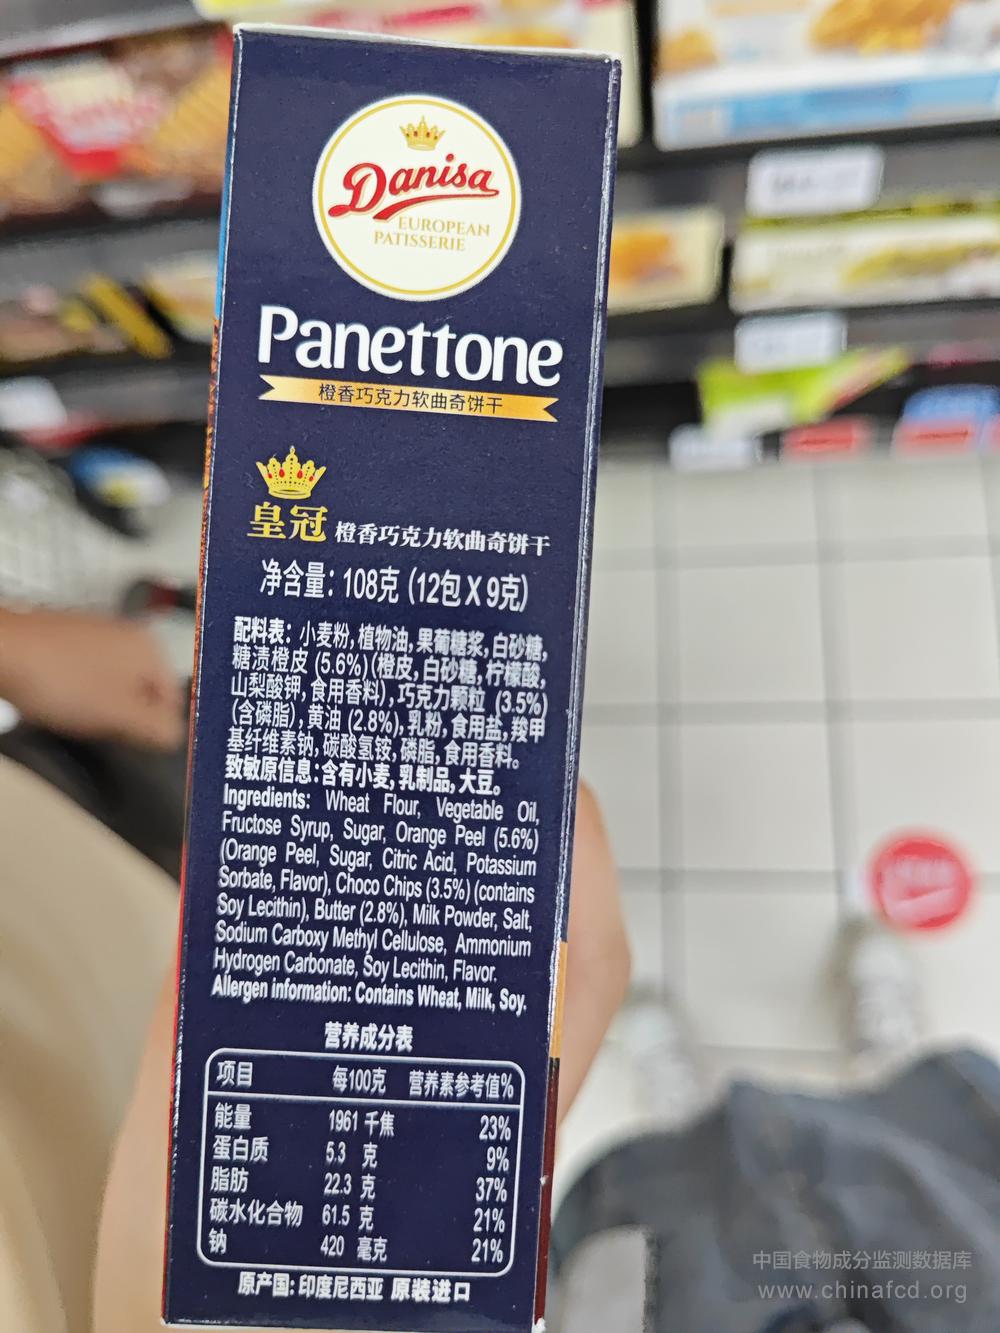 Danisa
EUROPEAN
PATISSERIE
Panettone
橙香巧克力软曲奇饼干
皇冠 橙香巧克力软曲奇饼干
净含量：108克 (12包 X 9克)
配料表：小麦粉, 植物油, 果葡糖浆, 白砂糖,
糖渍橙皮 (5.6%) (橙皮, 白砂糖, 柠檬酸,
山梨酸钾, 食用香料), 巧克力颗粒 (3.5%)
(含磷脂), 黄油 (2.8%), 乳粉, 食用盐, 羧甲
基纤维素钠, 碳酸氢铵, 磷脂, 食用香料。
致敏原信息：含有小麦, 乳制品, 大豆。
Ingredients: Wheat Flour, Vegetable Oil,
Fructose Syrup, Sugar, Orange Peel (5.6%)
(Orange Peel, Sugar, Citric Acid, Potassium
Sorbate, Flavor), Choco Chips (3.5%) (contains
Soy Lecithin), Butter (2.8%), Milk Powder, Salt,
Sodium Carboxy Methyl Cellulose, Ammonium
Hydrogen Carbonate, Soy Lecithin, Flavor.
Allergen information: Contains Wheat, Milk, Soy.
营养成分表
项目 每100克 营养素参考值%
能量 1961 千焦 23%
蛋白质 5.3 克 9%
脂肪 22.3 克 37%
碳水化合物 61.5 克 21%
钠 420 毫克 21%
原产国: 印度尼西亚 原装进口
中国食物成分监测数据库
www.chinafcd.org